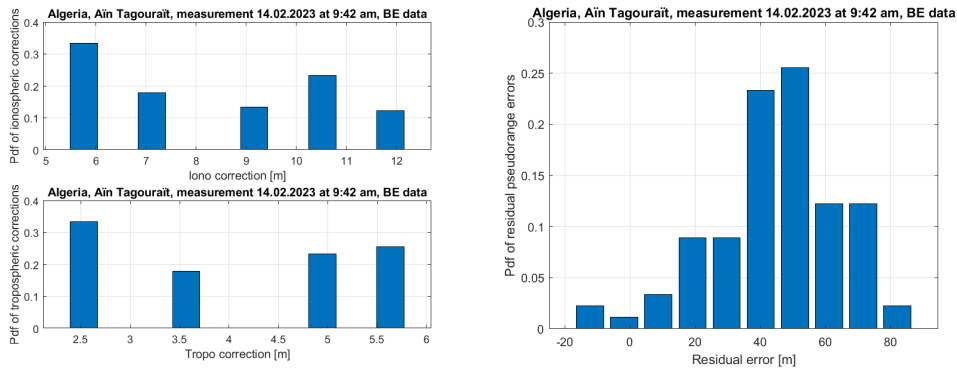 Algeria, Aïn Tagouraït, measurement 14.02.2023 at 9:42 am, BE data
Pdf of ionospheric corrections
0.4
0.3
0.2
0.1
0
5 6 7 8 9 10 11 12
Iono correction [m]
Algeria, Aïn Tagouraït, measurement 14.02.2023 at 9:42 am, BE data
Pdf of tropospheric corrections
0.4
0.3
0.2
0.1
0
2.5 3 3.5 4 4.5 5 5.5 6
Tropo correction [m]
Algeria, Aïn Tagouraït, measurement 14.02.2023 at 9:42 am, BE data
Pdf of residual pseudorange errors
0.3
0.25
0.2
0.15
0.1
0.05
0
-20 0 20 40 60 80
Residual error [m]